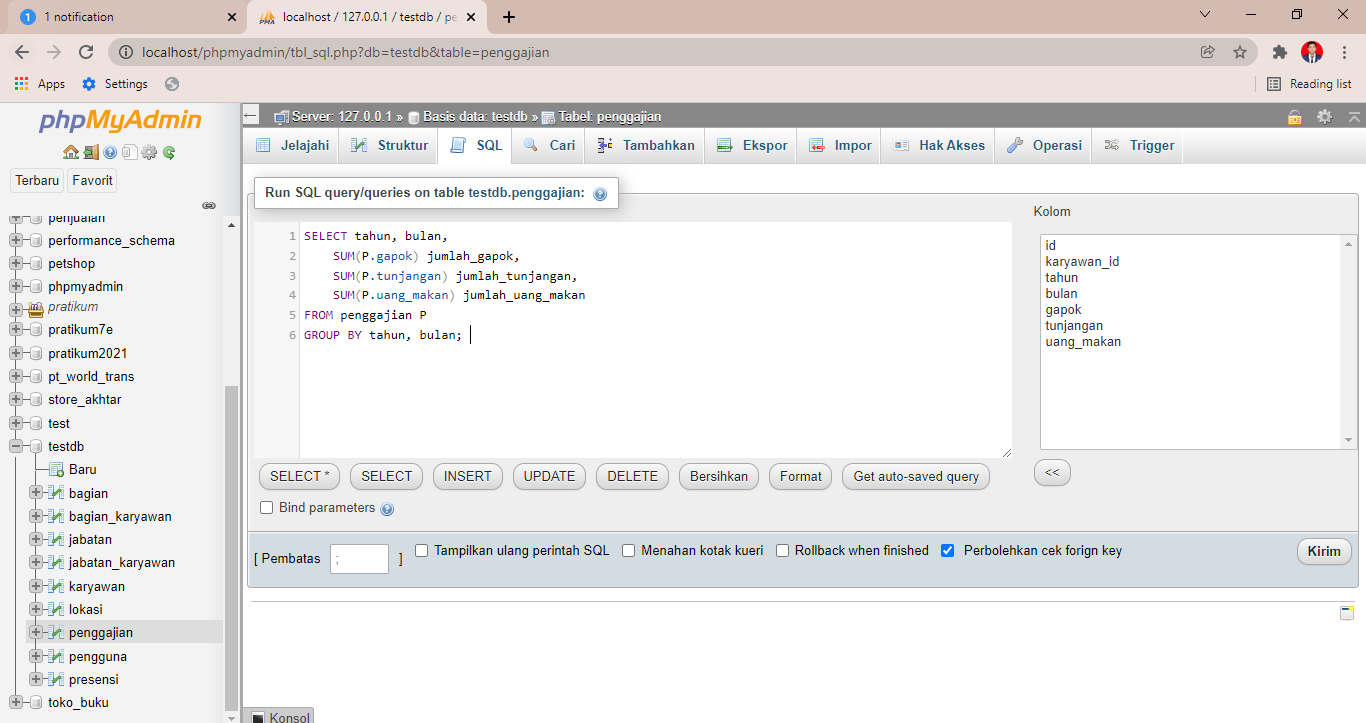 1 notification
localhost / 127.0.0.1 / testdb / pe
localhost/phpmyadmin/tbl_sql.php?db=testdb&table=penggajian
Apps
Settings
Reading list
phpMyAdmin
Terbaru
Favorit
penjualan
performance_schema
petshop
phpmyadmin
pratikum
pratikum7e
pratikum2021
pt_world_trans
store_akhtar
test
testdb
Baru
bagian
bagian_karyawan
jabatan
jabatan_karyawan
karyawan
lokasi
penggajian
pengguna
presensi
toko_buku
Server: 127.0.0.1 » Basis data: testdb » Tabel: penggajian
Jelajahi
Struktur
SQL
Cari
Tambahkan
Ekspor
Impor
Hak Akses
Operasi
Trigger
Run SQL query/queries on table testdb.penggajian:
1 SELECT tahun, bulan,
2 SUM(P.gapok) jumlah_gapok,
3 SUM(P.tunjangan) jumlah_tunjangan,
4 SUM(P.uang_makan) jumlah_uang_makan
5 FROM penggajian P
6 GROUP BY tahun, bulan;
Kolom
id
karyawan_id
tahun
bulan
gapok
tunjangan
uang_makan
<<
SELECT *
SELECT
INSERT
UPDATE
DELETE
Bersihkan
Format
Get auto-saved query
Bind parameters
[ Pembatas ; ]
Tampilkan ulang perintah SQL
Menahan kotak kueri
Rollback when finished
Perbolehkan cek forign key
Kirim
Konsol